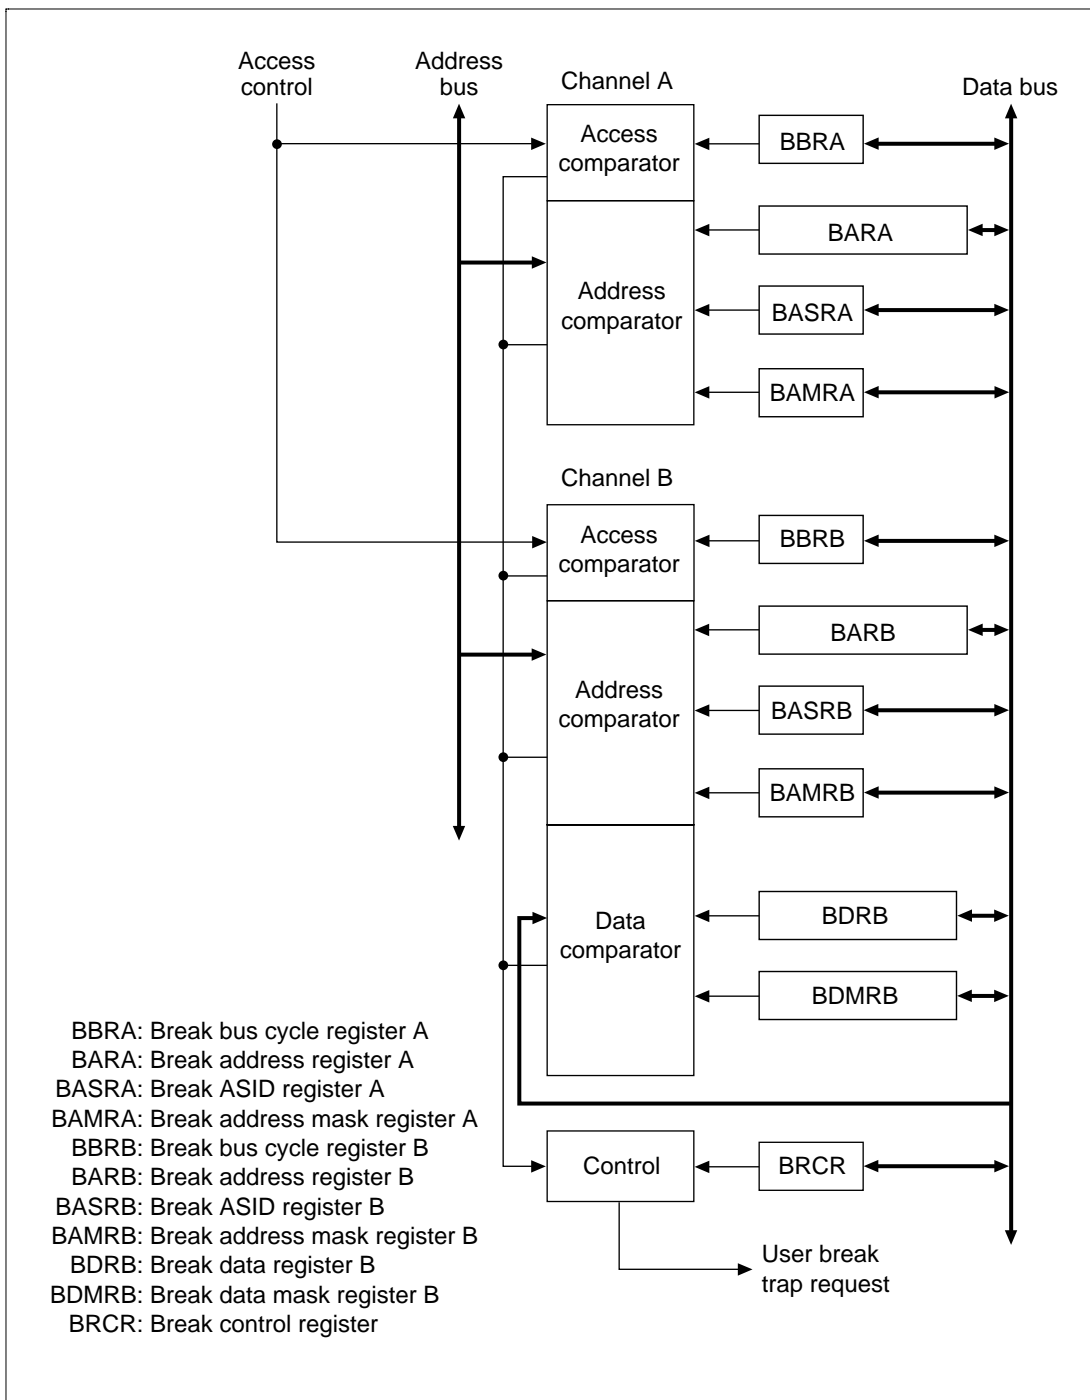 Access
control
Address
bus
Channel A
Data bus
Access
comparator
BBRA
BARA
Address
comparator
BASRA
BAMRA
Channel B
Access
comparator
BBRB
BARB
Address
comparator
BASRB
BAMRB
Data
comparator
BDRB
BDMRB
Control
BRCR
User break
trap request
BBRA: Break bus cycle register A
BARA: Break address register A
BASRA: Break ASID register A
BAMRA: Break address mask register A
BBRB: Break bus cycle register B
BARB: Break address register B
BASRB: Break ASID register B
BAMRB: Break address mask register B
BDRB: Break data register B
BDMRB: Break data mask register B
BRCR: Break control register